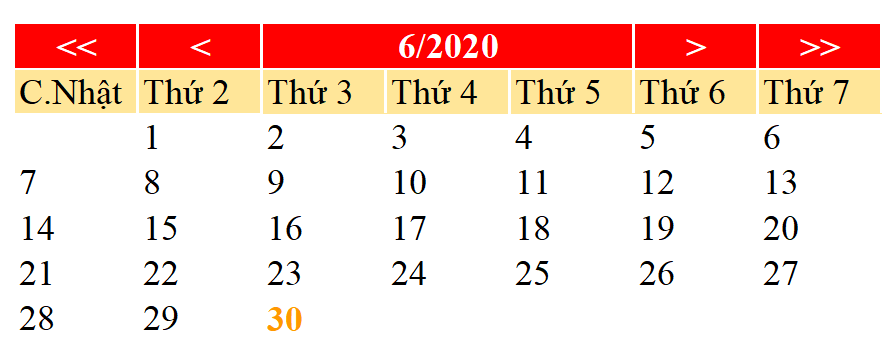 << < 6/2020 > >>
C.Nhật Thứ 2 Thứ 3 Thứ 4 Thứ 5 Thứ 6 Thứ 7
1 2 3 4 5 6
7 8 9 10 11 12 13
14 15 16 17 18 19 20
21 22 23 24 25 26 27
28 29 30